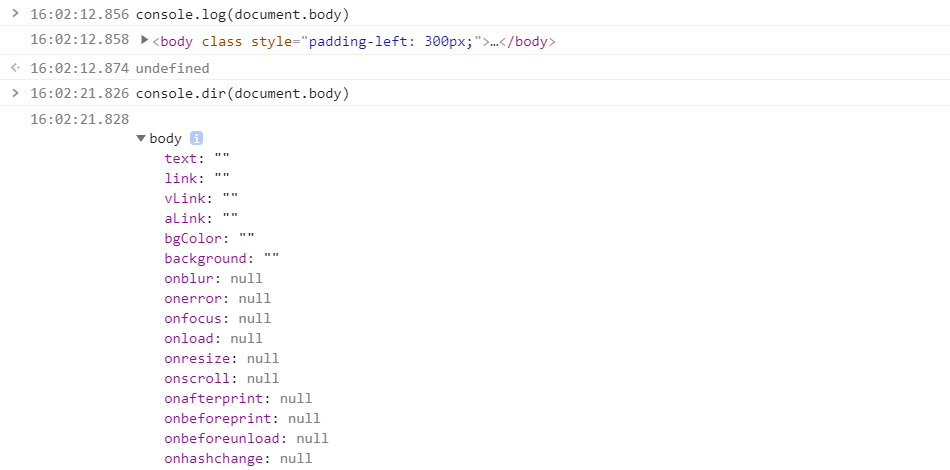 16:02:12.856 console.log(document.body)
16:02:12.858 <body class style="padding-left: 300px;">…</body>
16:02:12.874 undefined
16:02:21.826 console.dir(document.body)
16:02:21.828
body i
text: ""
link: ""
vLink: ""
aLink: ""
bgColor: ""
background: ""
onblur: null
onerror: null
onfocus: null
onload: null
onresize: null
onscroll: null
onafterprint: null
onbeforeprint: null
onbeforeunload: null
onhashchange: null